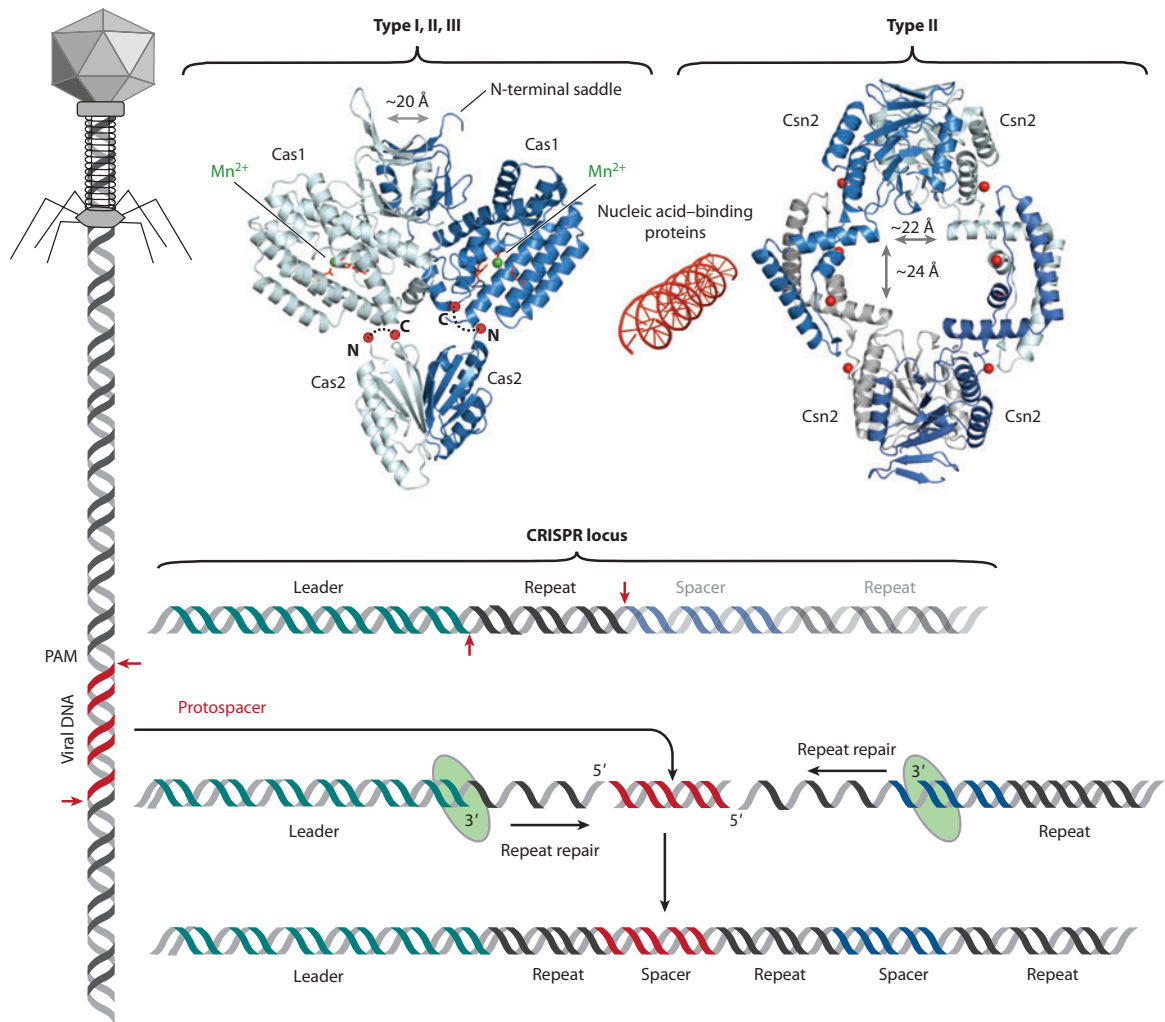 Type I, II, III
Type II
~20 Å
N-terminal saddle
Cas1
Cas1
Mn2+
Mn2+
C
C
N
N
Cas2
Cas2
Nucleic acid–binding
proteins
Csn2
Csn2
~22 Å
~24 Å
Csn2
Csn2
CRISPR locus
Leader
Repeat
Spacer
Repeat
PAM
Viral DNA
Protospacer
5′
Repeat repair
3′
3′
5′
Leader
Repeat repair
Repeat
Leader
Repeat
Spacer
Repeat
Spacer
Repeat